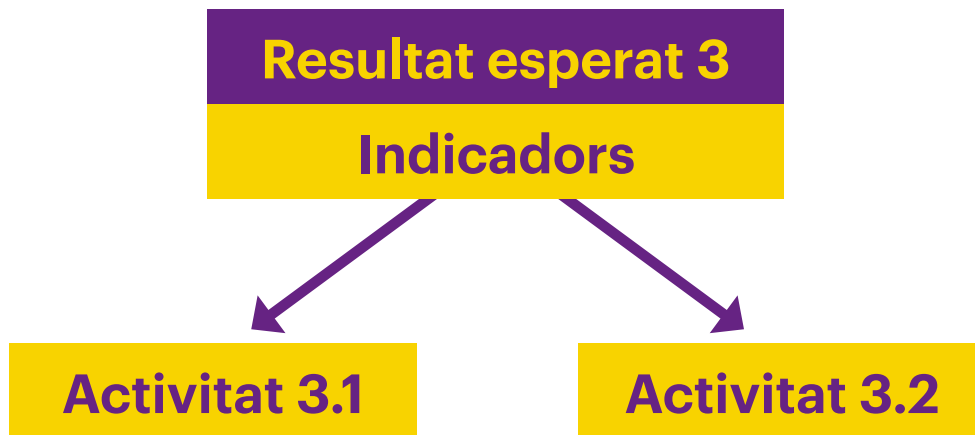 Resultat esperat 3
Indicadors
Activitat 3.1
Activitat 3.2